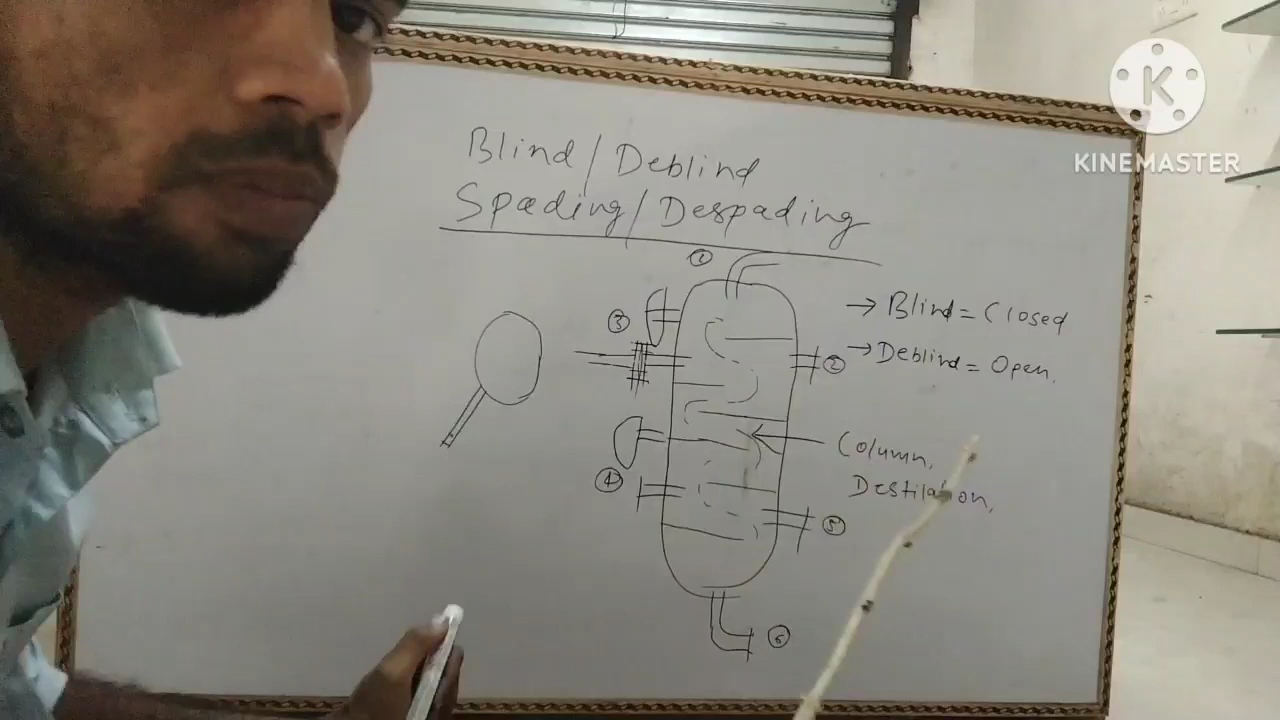 Blind/Deblind
Spading/Despading
①
→ Blind = Closed
③
→ Deblind = Open.
②
Column,
Destilation,
④
⑤
⑥
K
KINEMASTER